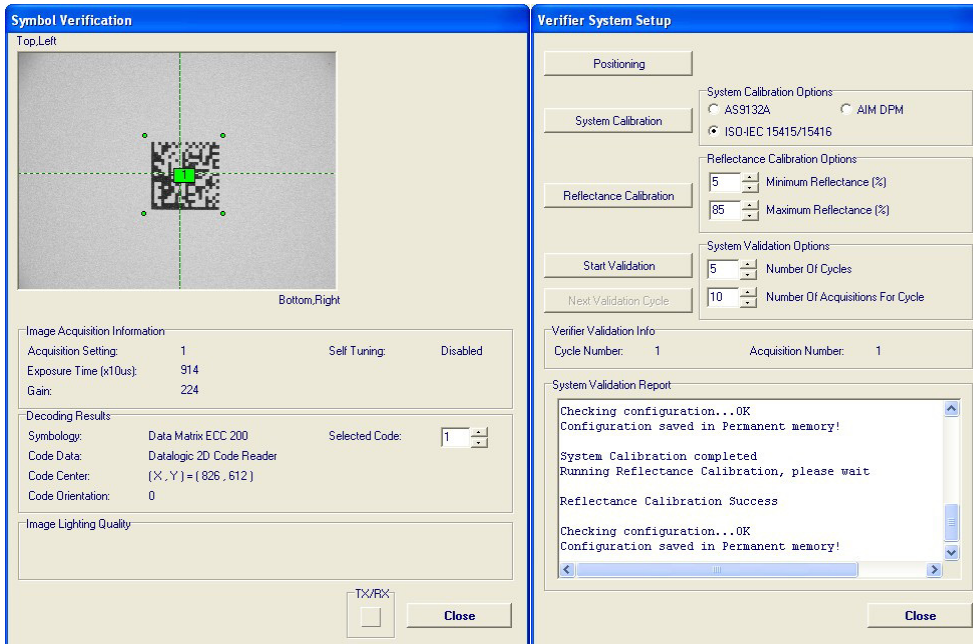 Symbol Verification
Top,Left
1
Bottom,Right
Image Acquisition Information
Acquisition Setting: 1 Self Tuning: Disabled
Exposure Time (x10us): 914
Gain: 224
Decoding Results
Symbology: Data Matrix ECC 200 Selected Code: 1
Code Data: Datalogic 2D Code Reader
Code Center: ( X , Y ) = ( 826 , 612 )
Code Orientation: 0
Image Lighting Quality
TX/RX
Close
Verifier System Setup
Positioning
System Calibration
System Calibration Options
AS9132A AIM DPM
ISO-IEC 15415/15416
Reflectance Calibration
Reflectance Calibration Options
5 Minimum Reflectance (%)
85 Maximum Reflectance (%)
Start Validation
Next Validation Cycle
System Validation Options
5 Number Of Cycles
10 Number Of Acquisitions For Cycle
Verifier Validation Info
Cycle Number: 1 Acquisition Number: 1
System Validation Report
Checking configuration...OK
Configuration saved in Permanent memory!
System Calibration completed
Running Reflectance Calibration, please wait
Reflectance Calibration Success
Checking configuration...OK
Configuration saved in Permanent memory!
Close